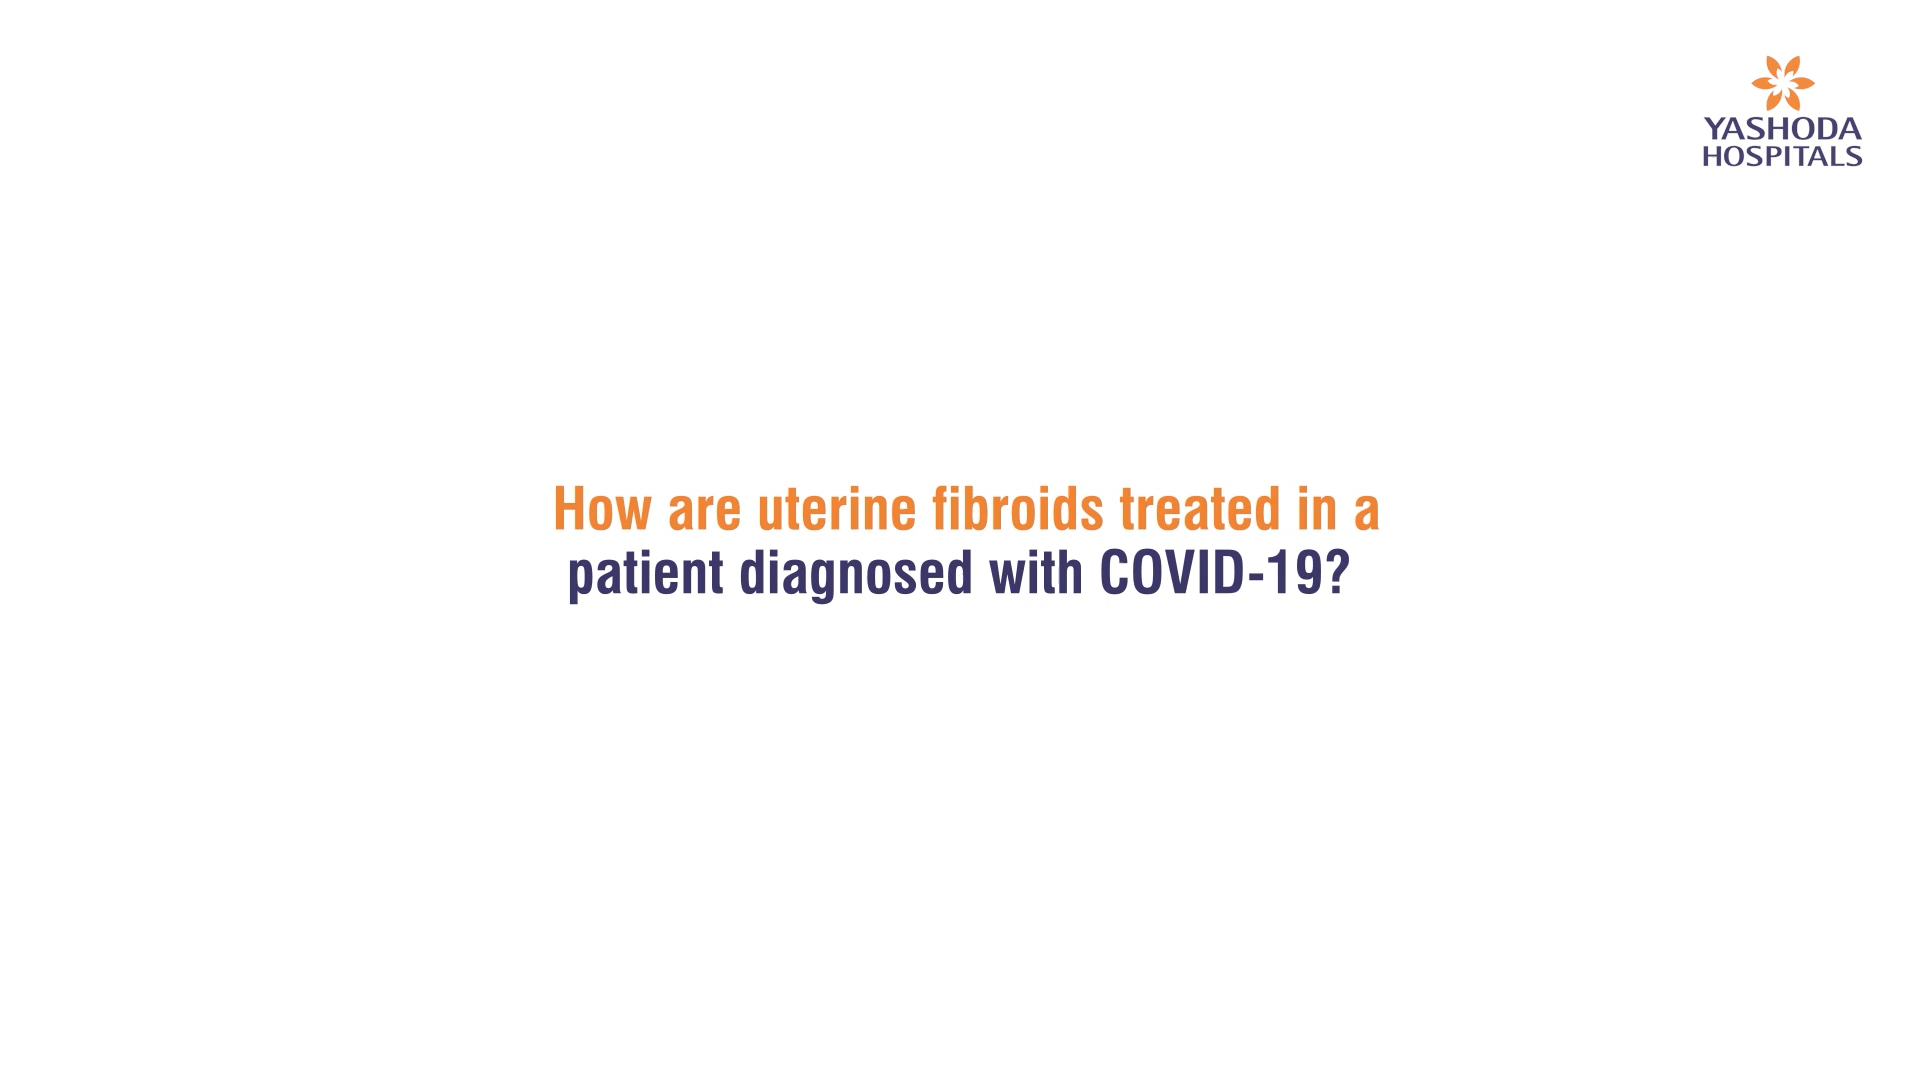 YASHODA
HOSPITALS
How are uterine fibroids treated in a
patient diagnosed with COVID-19?